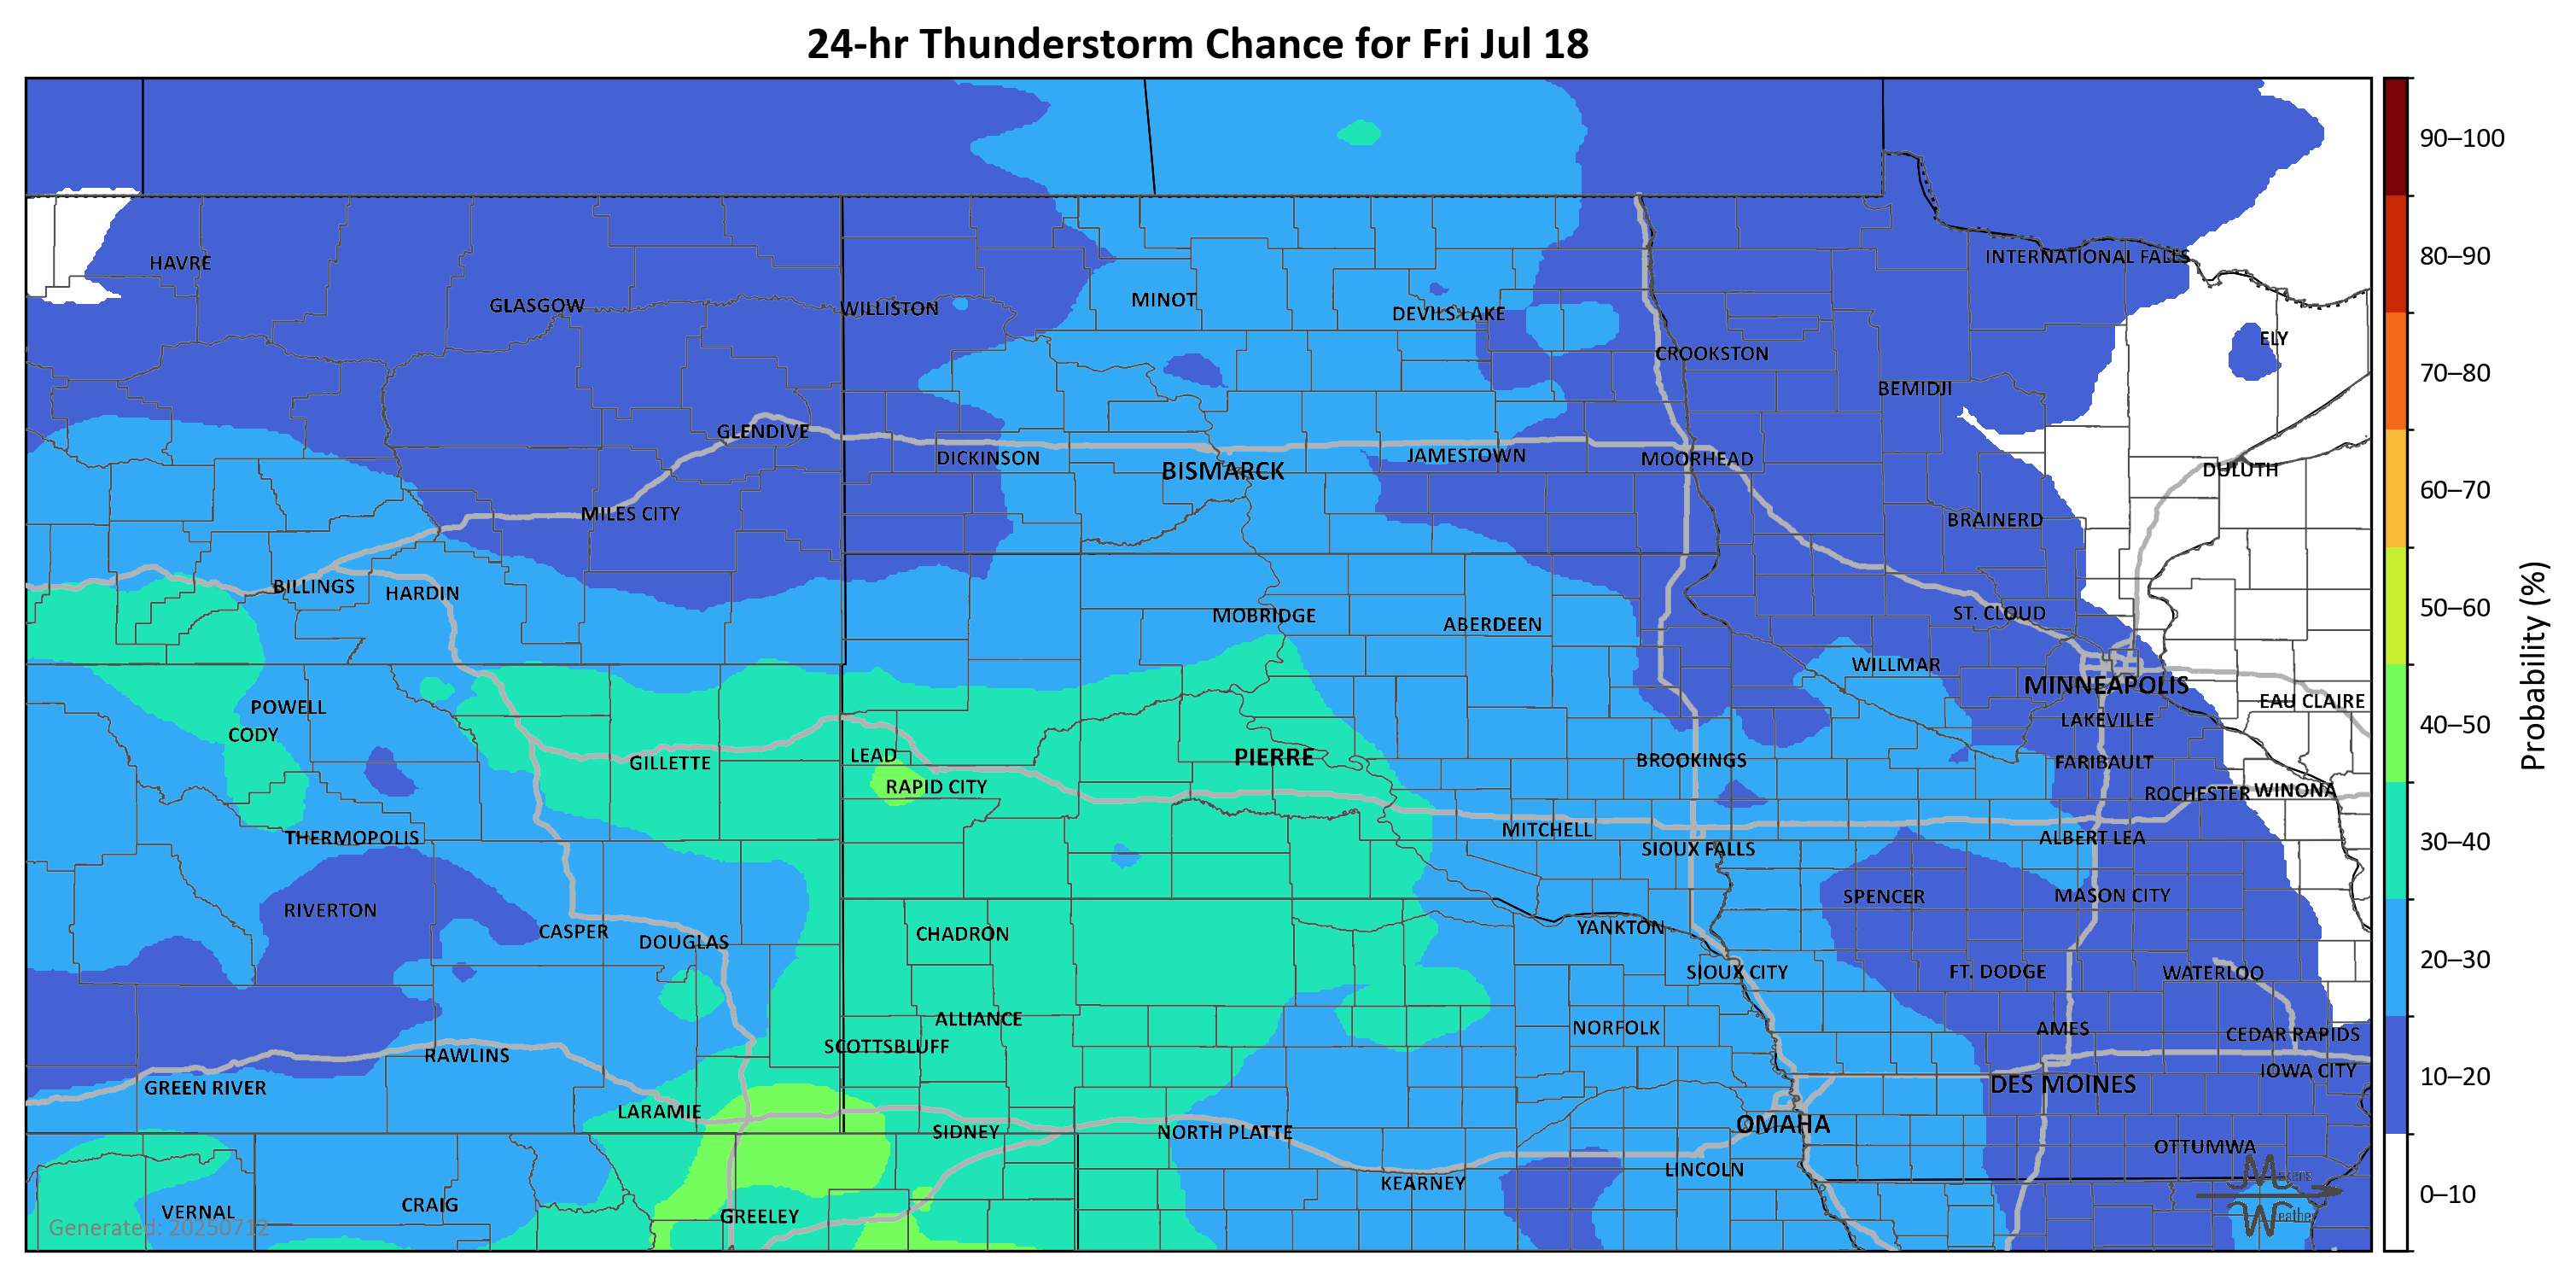 24-hr Thunderstorm Chance for Fri Jul 18
90–100
80–90
70–80
60–70
50–60
40–50
30–40
20–30
10–20
0–10
Probability (%)
HAVRE
INTERNATIONAL FALLS
GLASGOW
WILLISTON
MINOT
DEVILS LAKE
ELY
CROOKSTON
BEMIDJI
GLENDIVE
DICKINSON
BISMARCK
JAMESTOWN
MOORHEAD
DULUTH
MILES CITY
BRAINERD
BILLINGS
HARDIN
MOBRIDGE
ABERDEEN
ST. CLOUD
WILLMAR
MINNEAPOLIS
EAU CLAIRE
POWELL
CODY
LAKEVILLE
GILLETTE
LEAD
PIERRE
BROOKINGS
FARIBAULT
RAPID CITY
ROCHESTER
WINONA
THERMOPOLIS
MITCHELL
SIOUX FALLS
ALBERT LEA
RIVERTON
SPENCER
MASON CITY
CASPER
DOUGLAS
CHADRON
YANKTON
SIOUX CITY
FT. DODGE
WATERLOO
ALLIANCE
NORFOLK
AMES
CEDAR RAPIDS
SCOTTSBLUFF
RAWLINS
GREEN RIVER
DES MOINES
IOWA CITY
LARAMIE
SIDNEY
NORTH PLATTE
OMAHA
OTTUMWA
LINCOLN
KEARNEY
VERNAL
CRAIG
GREELEY
Generated: 20250712
Weather